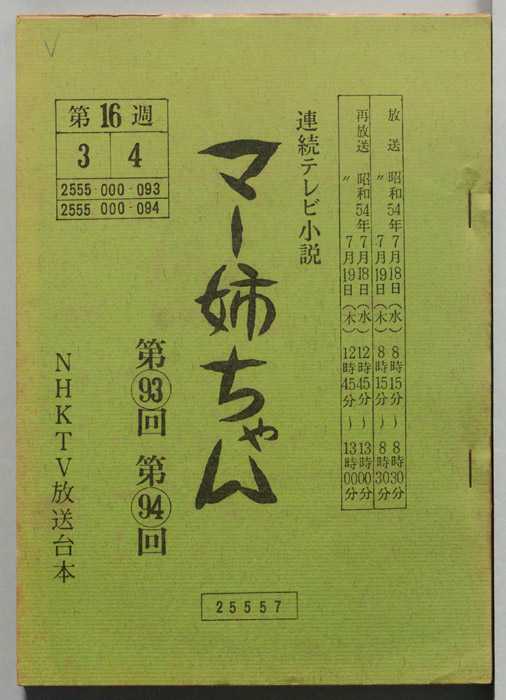 放送 昭和54年7月18日(水) 8時15分～8時30分
〃 7月19日(木) 8時15分～8時30分
再放送 昭和54年7月18日(水) 12時45分～13時00分
〃 7月19日(木) 12時45分～13時00分
連続テレビ小説
マー姉ちゃん
第93回 第94回
第16週
3 4
2555-000-093
2555-000-094
NHKTV放送台本
25557